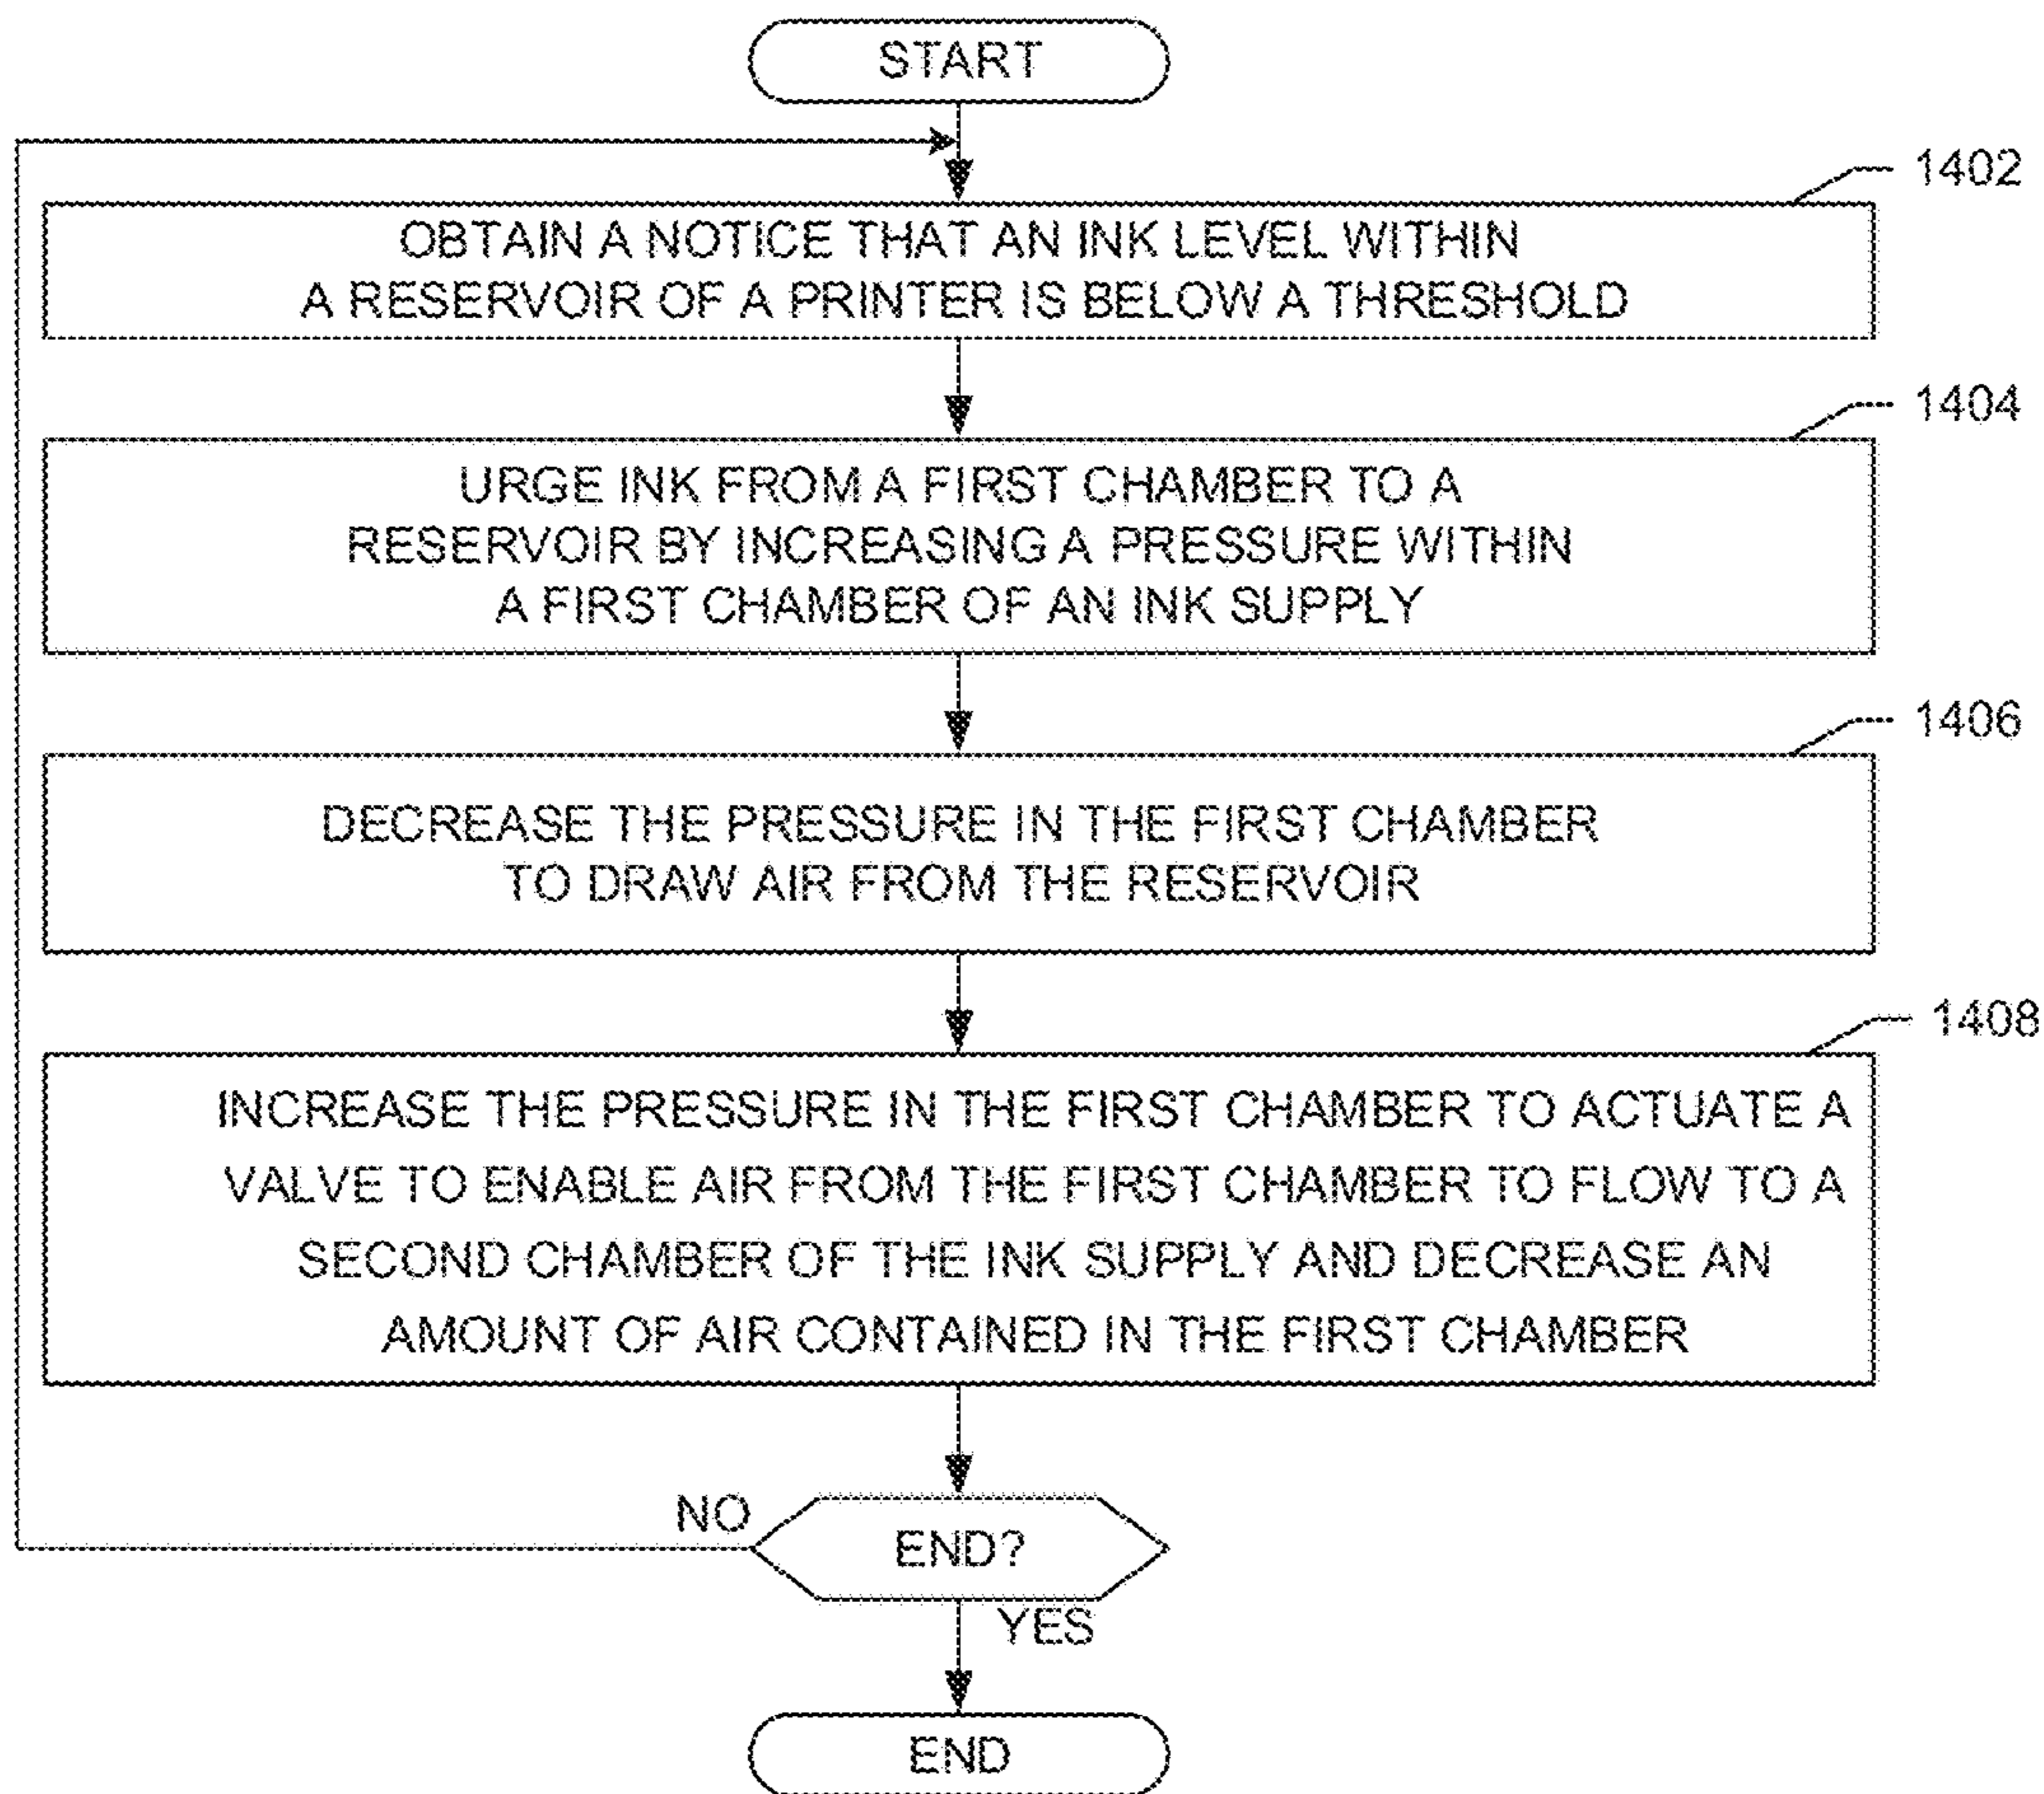 START
1402
OBTAIN A NOTICE THAT AN INK LEVEL WITHIN
A RESERVOIR OF A PRINTER IS BELOW A THRESHOLD
1404
URGE INK FROM A FIRST CHAMBER TO A
RESERVOIR BY INCREASING A PRESSURE WITHIN
A FIRST CHAMBER OF AN INK SUPPLY
1406
DECREASE THE PRESSURE IN THE FIRST CHAMBER
TO DRAW AIR FROM THE RESERVOIR
1408
INCREASE THE PRESSURE IN THE FIRST CHAMBER TO ACTUATE A
VALVE TO ENABLE AIR FROM THE FIRST CHAMBER TO FLOW TO A
SECOND CHAMBER OF THE INK SUPPLY AND DECREASE AN
AMOUNT OF AIR CONTAINED IN THE FIRST CHAMBER
NO
END?
YES
END